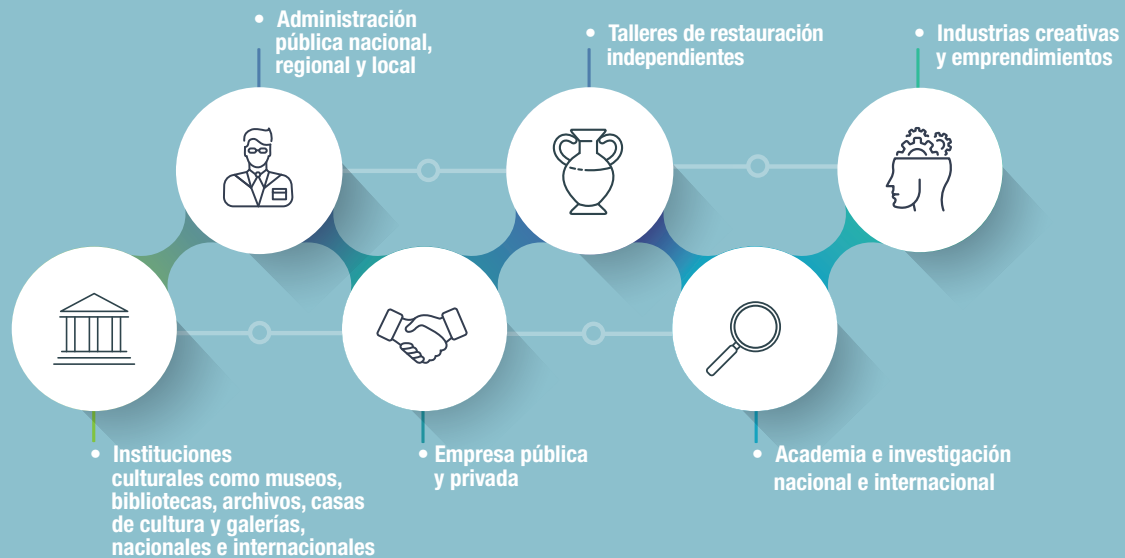 • Administración
pública nacional,
regional y local
• Talleres de restauración
independientes
• Industrias creativas
y emprendimientos
• Instituciones
culturales como museos,
bibliotecas, archivos, casas
de cultura y galerías,
nacionales e internacionales
• Empresa pública
y privada
• Academia e investigación
nacional e internacional